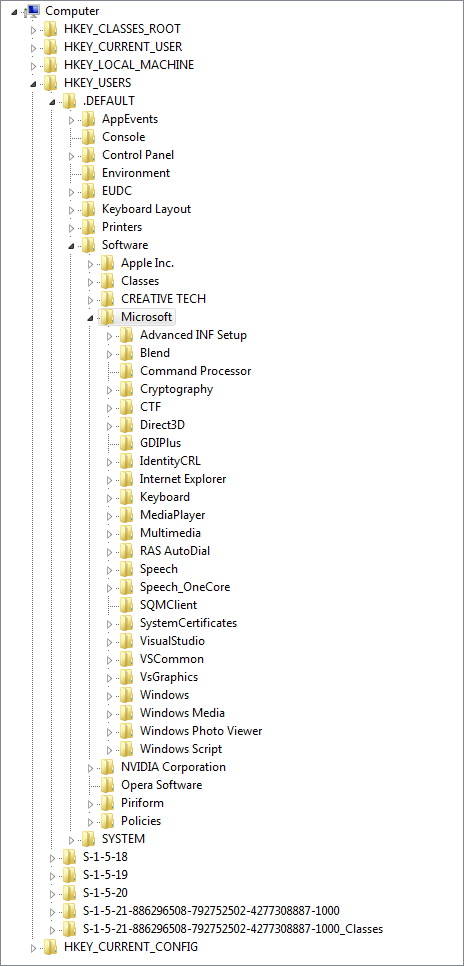 Computer
HKEY_CLASSES_ROOT
HKEY_CURRENT_USER
HKEY_LOCAL_MACHINE
HKEY_USERS
.DEFAULT
AppEvents
Console
Control Panel
Environment
EUDC
Keyboard Layout
Printers
Software
Apple Inc.
Classes
CREATIVE TECH
Microsoft
Advanced INF Setup
Blend
Command Processor
Cryptography
CTF
Direct3D
GDIPlus
IdentityCRL
Internet Explorer
Keyboard
MediaPlayer
Multimedia
RAS AutoDial
Speech
Speech_OneCore
SQMClient
SystemCertificates
VisualStudio
VSCommon
VsGraphics
Windows
Windows Media
Windows Photo Viewer
Windows Script
NVIDIA Corporation
Opera Software
Piriform
Policies
SYSTEM
S-1-5-18
S-1-5-19
S-1-5-20
S-1-5-21-886296508-792752502-4277308887-1000
S-1-5-21-886296508-792752502-4277308887-1000_Classes
HKEY_CURRENT_CONFIG